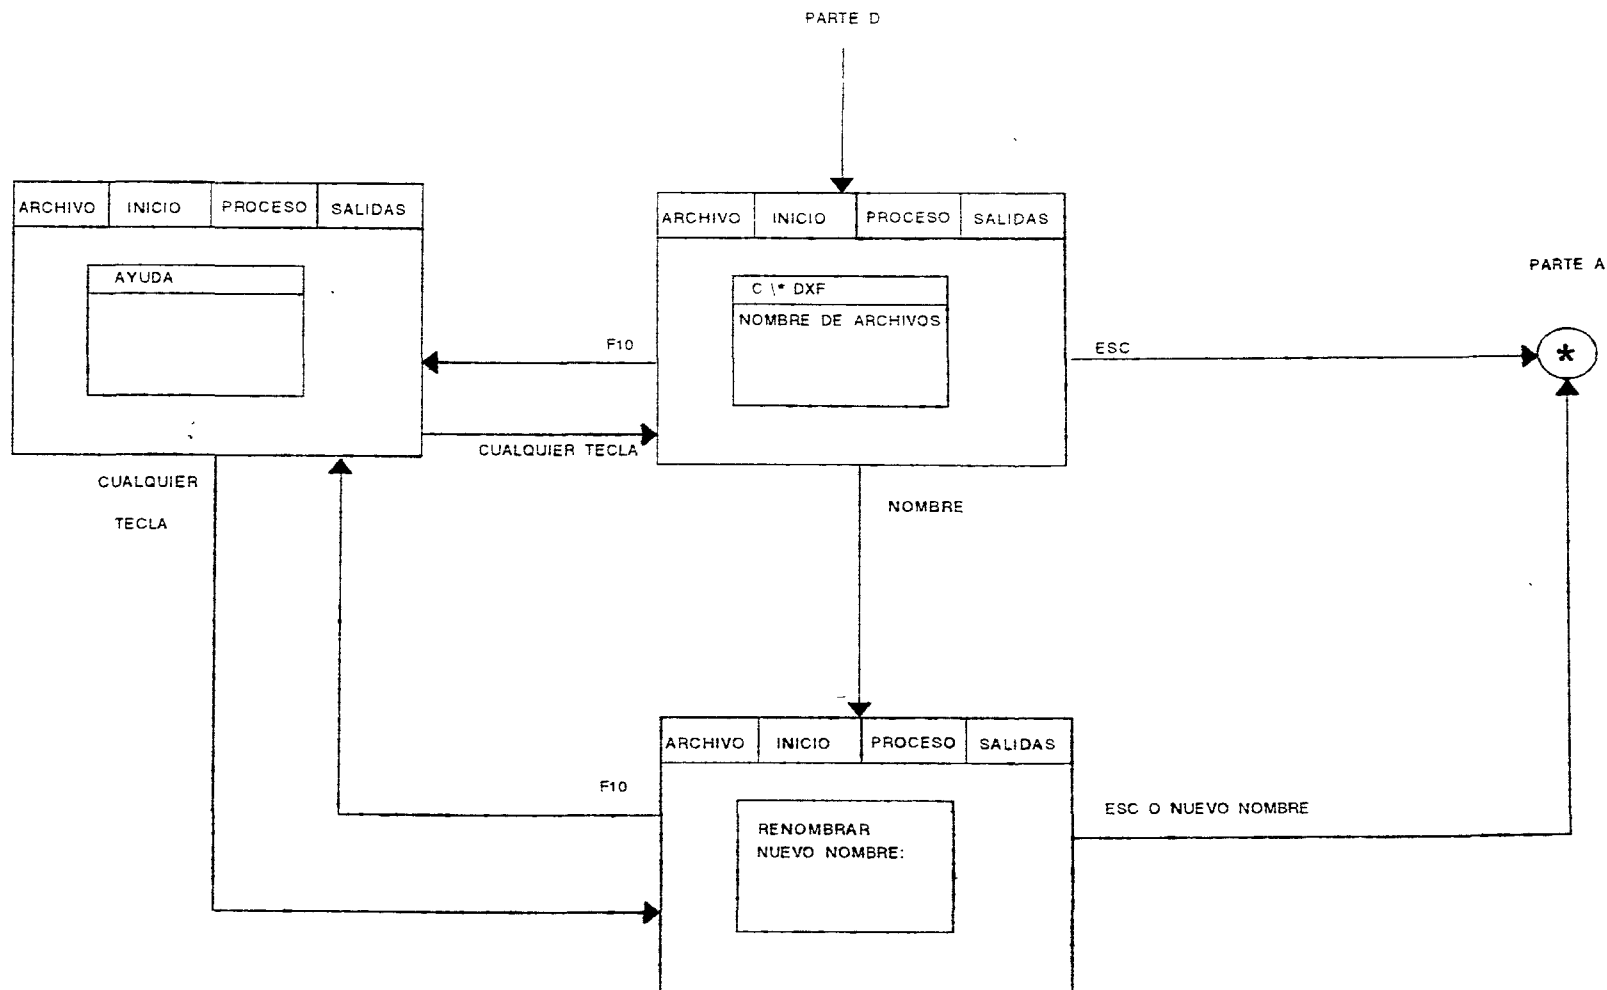 PARTE D
ARCHIVO INICIO PROCESO SALIDAS
AYUDA
ARCHIVO INICIO PROCESO SALIDAS
C \* DXF
NOMBRE DE ARCHIVOS
PARTE A
*
F10
ESC
CUALQUIER TECLA
CUALQUIER
TECLA
NOMBRE
ARCHIVO INICIO PROCESO SALIDAS
F10
RENOMBRAR
NUEVO NOMBRE:
ESC O NUEVO NOMBRE